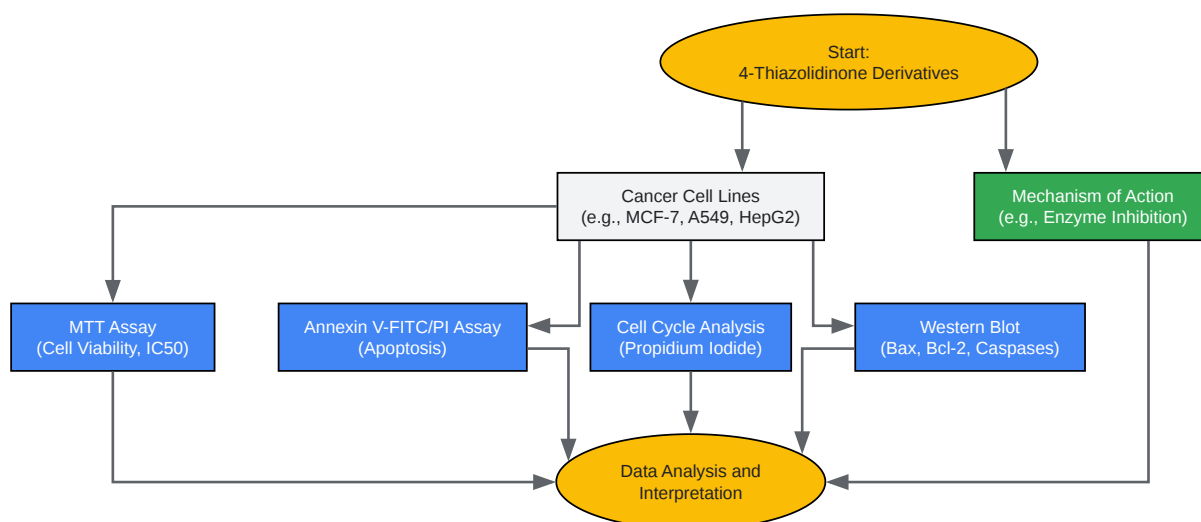 Start:
4-Thiazolidinone Derivatives
Cancer Cell Lines
(e.g., MCF-7, A549, HepG2)
Mechanism of Action
(e.g., Enzyme Inhibition)
MTT Assay
(Cell Viability, IC50)
Annexin V-FITC/PI Assay
(Apoptosis)
Cell Cycle Analysis
(Propidium Iodide)
Western Blot
(Bax, Bcl-2, Caspases)
Data Analysis and
Interpretation